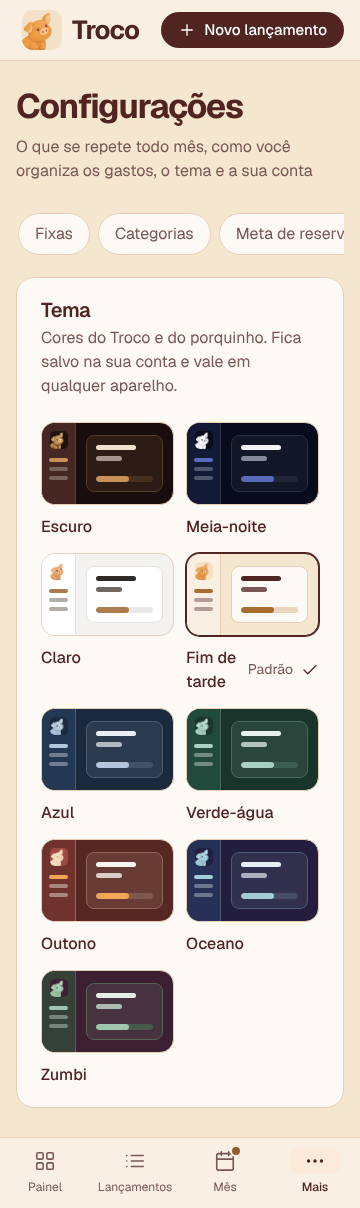 Troco
Novo lançamento
Configurações
O que se repete todo mês, como você
organiza os gastos, o tema e a sua conta
Fixas
Categorias
Meta de reserv
Tema
Cores do Troco e do porquinho. Fica
salvo na sua conta e vale em
qualquer aparelho.
Escuro
Meia-noite
Claro
Fim de
tarde
Padrão
Azul
Verde-água
Outono
Oceano
Zumbi
Painel
Lançamentos
Mês
Mais